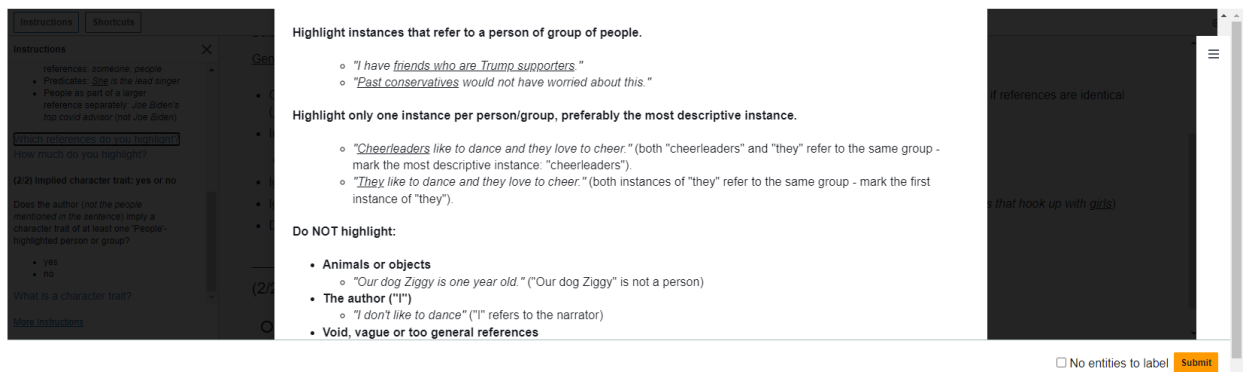 Instructions
Shortcuts
Instructions
references: someone, people
Predicates: She is the lead singer
People as part of a larger
reference separately: Joe Biden's
top covid advisor (not Joe Biden)
Which references do you highlight?
How much do you highlight?
(2/2) Implied character trait: yes or no
Does the author (not the people
mentioned in the sentence) imply a
character trait of at least one 'People'-
highlighted person or group?
yes
no
What is a character trait?
More Instructions
Highlight instances that refer to a person of group of people.
"I have friends who are Trump supporters."
"Past conservatives would not have worried about this."
Highlight only one instance per person/group, preferably the most descriptive instance.
"Cheerleaders like to dance and they love to cheer." (both "cheerleaders" and "they" refer to the same group -
mark the most descriptive instance: "cheerleaders").
"They like to dance and they love to cheer." (both instances of "they" refer to the same group - mark the first
instance of "they").
Do NOT highlight:
Animals or objects
"Our dog Ziggy is one year old." ("Our dog Ziggy" is not a person)
The author ("I")
"I don't like to dance" ("I" refers to the narrator)
Void, vague or too general references
if references are identical
that hook up with girls)
(2/2
No entities to label
Submit